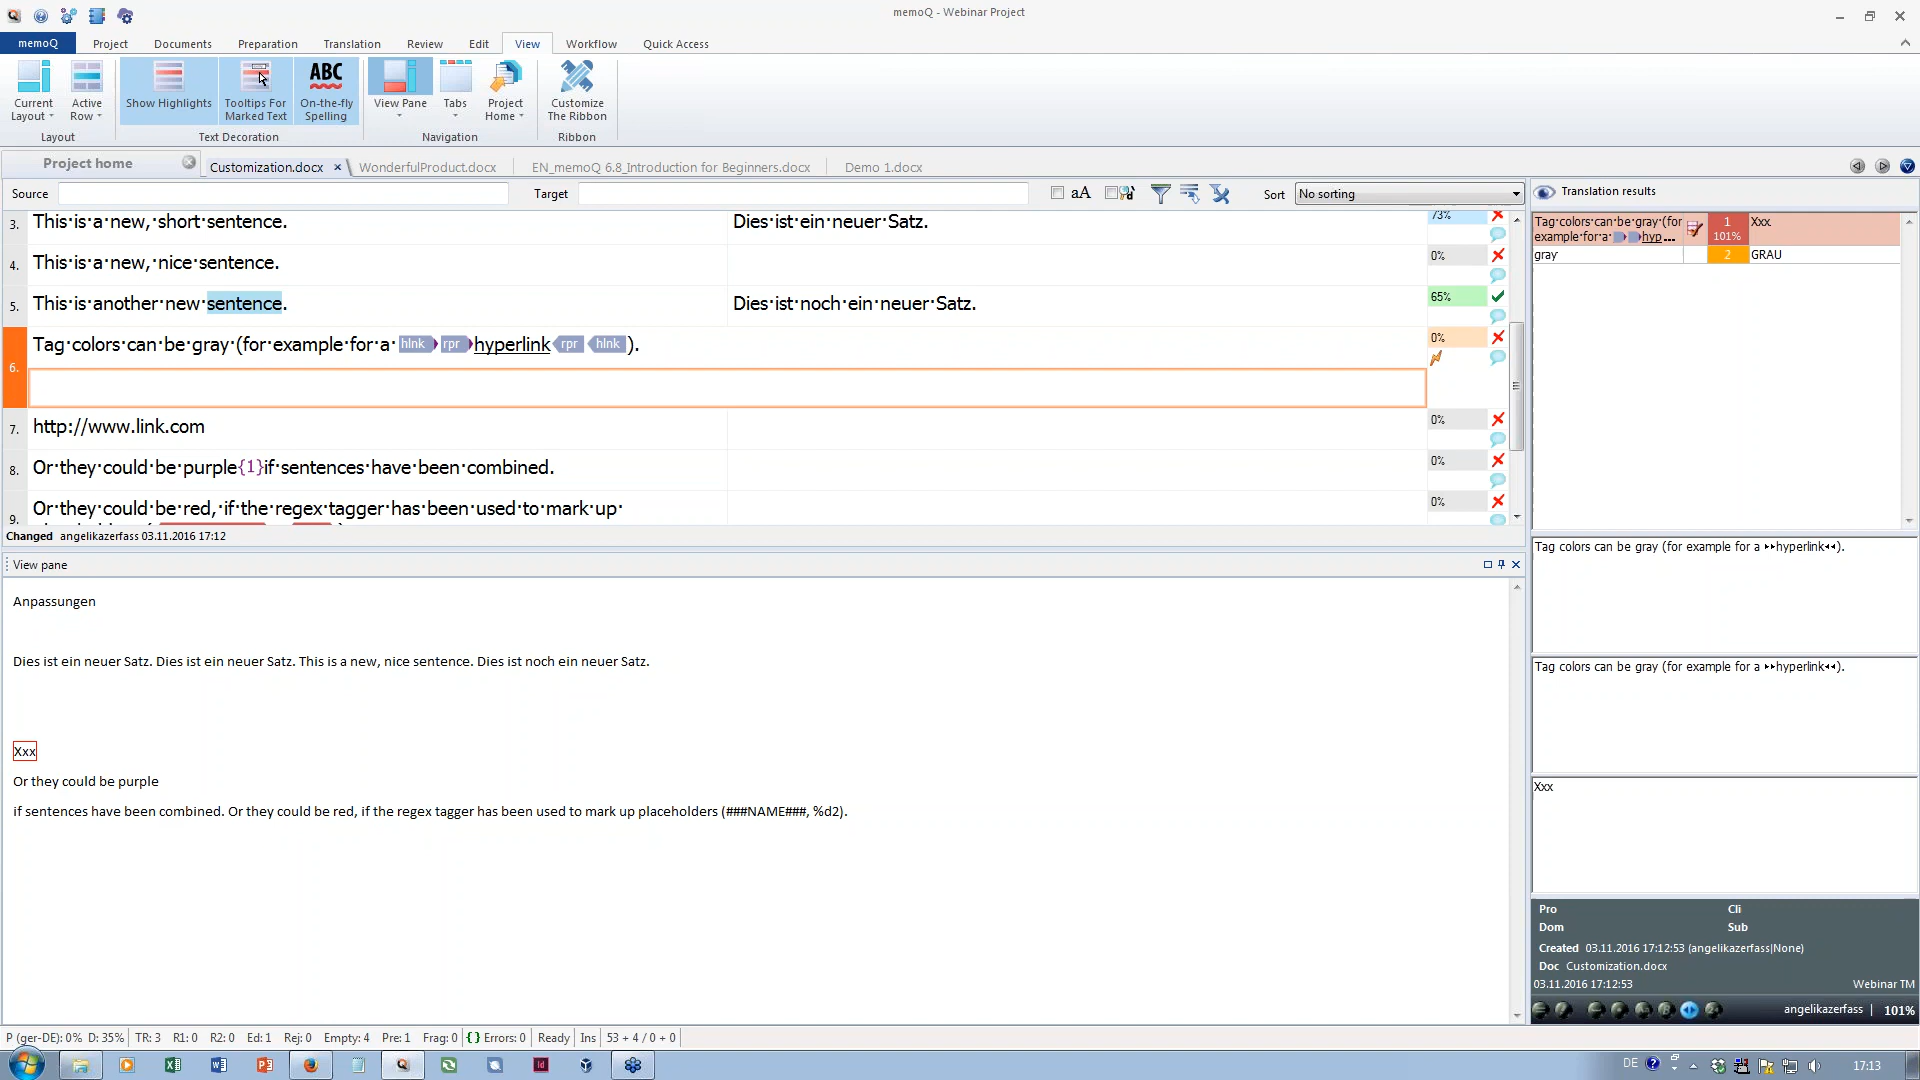 memoQ - Webinar Project
memoQ Project Documents Preparation Translation Review Edit View Workflow Quick Access
Current Layout
Active Row
Show Highlights
Tooltips For Marked Text
ABC
On-the-fly Spelling
View Pane
Tabs
Project Home
Customize The Ribbon
Layout Text Decoration Navigation Ribbon
Project home Customization.docx WonderfulProduct.docx EN_memoQ 6.8_Introduction for Beginners.docx Demo 1.docx
Source Target aA Sort No sorting
3. This·is·a·new,·short·sentence. Dies·ist·ein·neuer·Satz. 73%
4. This·is·a·new,·nice·sentence. 0%
5. This·is·another·new·sentence. Dies·ist·noch·ein·neuer·Satz. 65%
6. Tag·colors·can·be·gray·(for·example·for·a· hlnk rpr hyperlink rpr hlnk ). 0%
7. http://www.link.com 0%
8. Or·they·could·be·purple{1}if·sentences·have·been·combined. 0%
9. Or·they·could·be·red,·if·the·regex·tagger·has·been·used·to·mark·up· 0%
Changed angelikazerfass 03.11.2016 17:12
View pane
Anpassungen
Dies ist ein neuer Satz. Dies ist ein neuer Satz. This is a new, nice sentence. Dies ist noch ein neuer Satz.
Xxx
Or they could be purple
if sentences have been combined. Or they could be red, if the regex tagger has been used to mark up placeholders (###NAME###, %d2).
Translation results
Tag·colors·can·be·gray·(for
example·for·a· hyp... 1 101% Xxx
gray 2 GRAU
Tag colors can be gray (for example for a hyperlink).
Tag colors can be gray (for example for a hyperlink).
Xxx
Pro Cli
Dom Sub
Created 03.11.2016 17:12:53 (angelikazerfass|None)
Doc Customization.docx
03.11.2016 17:12:53 Webinar TM
angelikazerfass | 101%
P (ger-DE): 0% D: 35% TR: 3 R1: 0 R2: 0 Ed: 1 Rej: 0 Empty: 4 Pre: 1 Frag: 0 {} Errors: 0 Ready Ins 53 + 4 / 0 + 0
DE 17:13